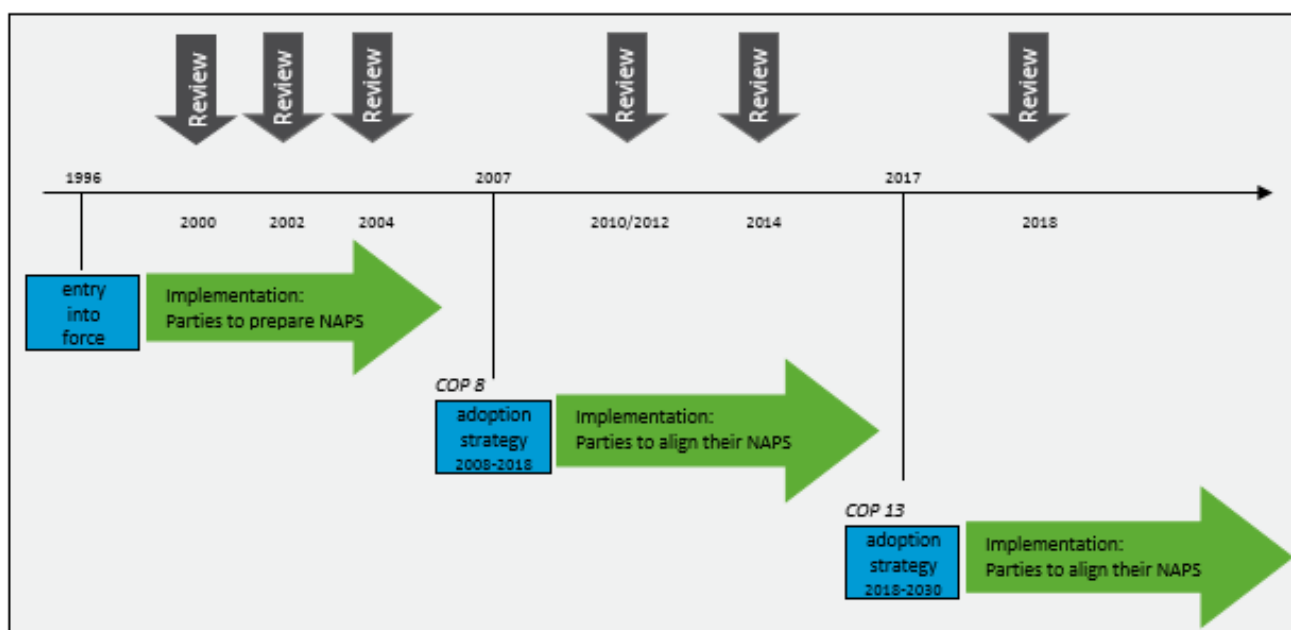 Review
Review
Review
Review
Review
Review
1996
2007
2017
2000
2002
2004
2010/2012
2014
2018
entry
into
force
Implementation:
Parties to prepare NAPS
COP 8
adoption
strategy
2008-2018
Implementation:
Parties to align their NAPS
COP 13
adoption
strategy
2018-2030
Implementation:
Parties to align their NAPS